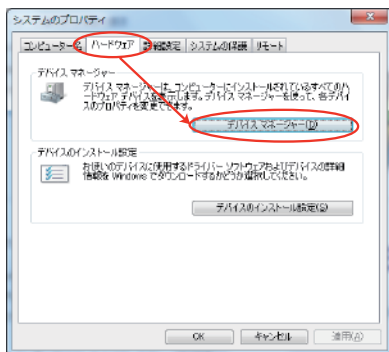 システムのプロパティ
コンピューター名 ハードウェア 詳細設定 システムの保護 リモート
デバイス マネージャー
デバイス マネージャーは、コンピューターにインストールされているすべてのハ
ードウェア デバイスを表示します。デバイス マネージャーを使って、各デバイ
スのプロパティを変更できます。
デバイス マネージャー(D)
デバイスのインストール設定
お使いのデバイスに使用するドライバー ソフトウェアおよびデバイスの詳細
情報を Windows でダウンロードするかどうか選択してください。
デバイスのインストール設定(S)
OK キャンセル 適用(A)